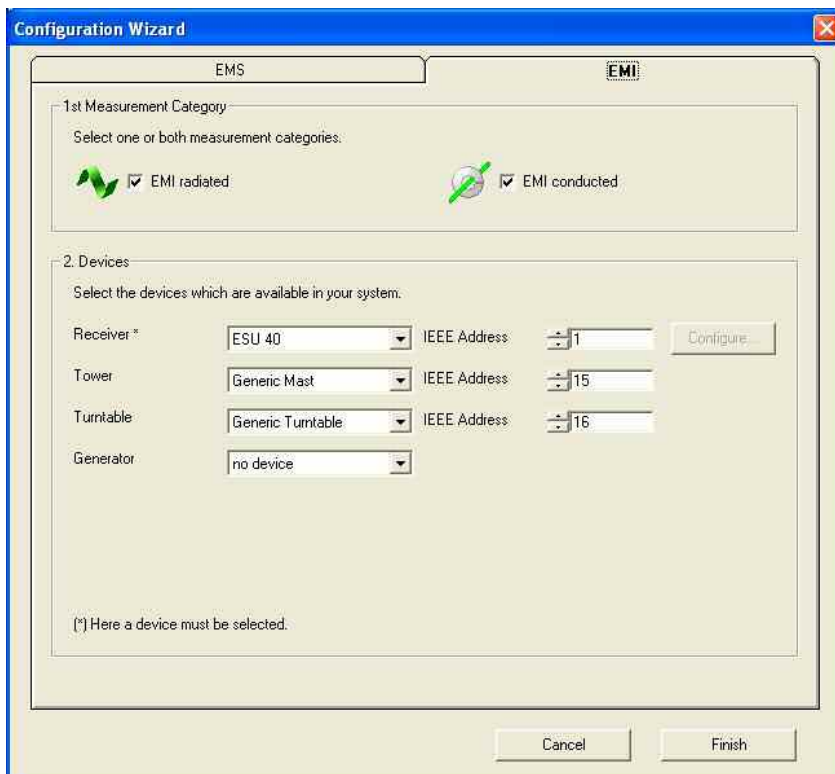 Configuration Wizard
EMS
EMI
1st Measurement Category
Select one or both measurement categories.
EMI radiated
EMI conducted
2. Devices
Select the devices which are available in your system.
Receiver *
ESU 40
IEEE Address
1
Configure...
Tower
Generic Mast
IEEE Address
15
Turntable
Generic Turntable
IEEE Address
16
Generator
no device
(*) Here a device must be selected.
Cancel
Finish